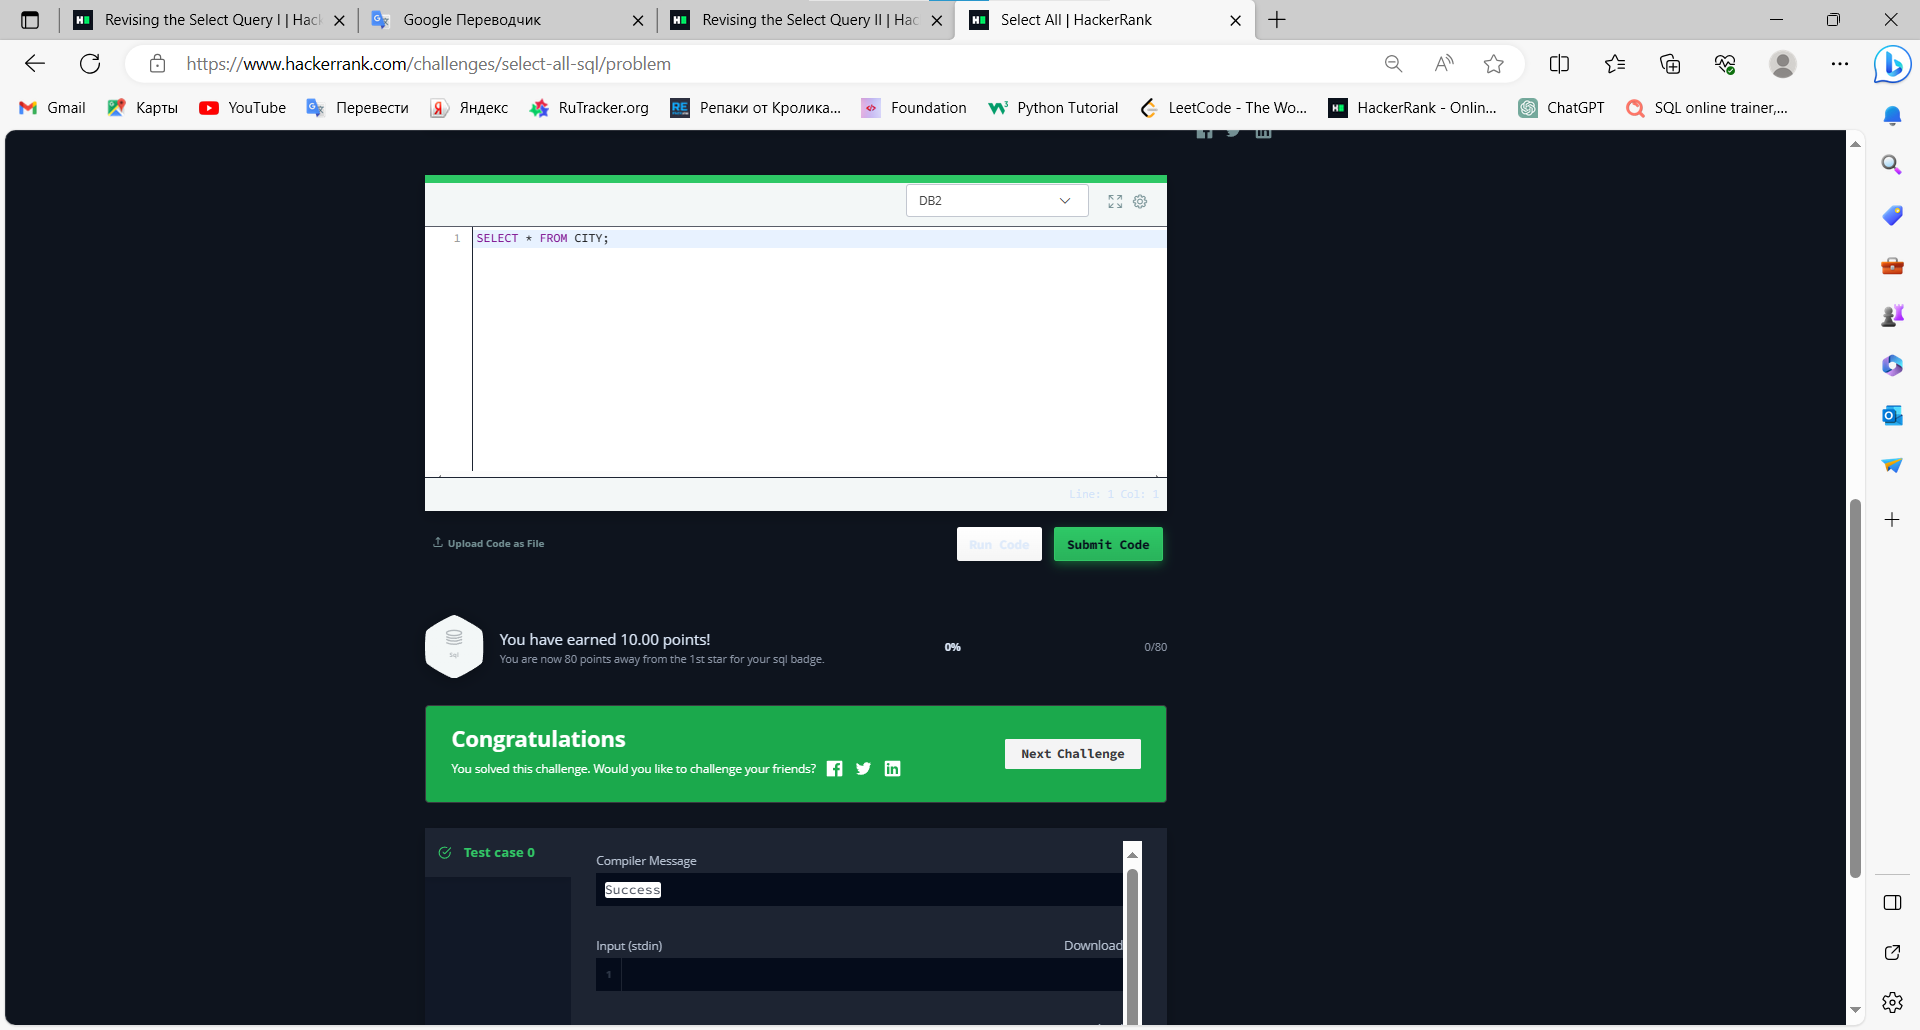 Revising the Select Query I | Hack
Google Переводчик
Revising the Select Query II | Hac
Select All | HackerRank
https://www.hackerrank.com/challenges/select-all-sql/problem
Gmail
Карты
YouTube
Перевести
Яндекс
RuTracker.org
Репаки от Кролика...
Foundation
Python Tutorial
LeetCode - The Wo...
HackerRank - Onlin...
ChatGPT
SQL online trainer,...
DB2
1 SELECT * FROM CITY;
Line: 1 Col: 1
Upload Code as File
Run Code
Submit Code
Sql
You have earned 10.00 points!
You are now 80 points away from the 1st star for your sql badge.
0%
0/80
Congratulations
You solved this challenge. Would you like to challenge your friends?
Next Challenge
Test case 0
Compiler Message
Success
Input (stdin)
Download
1